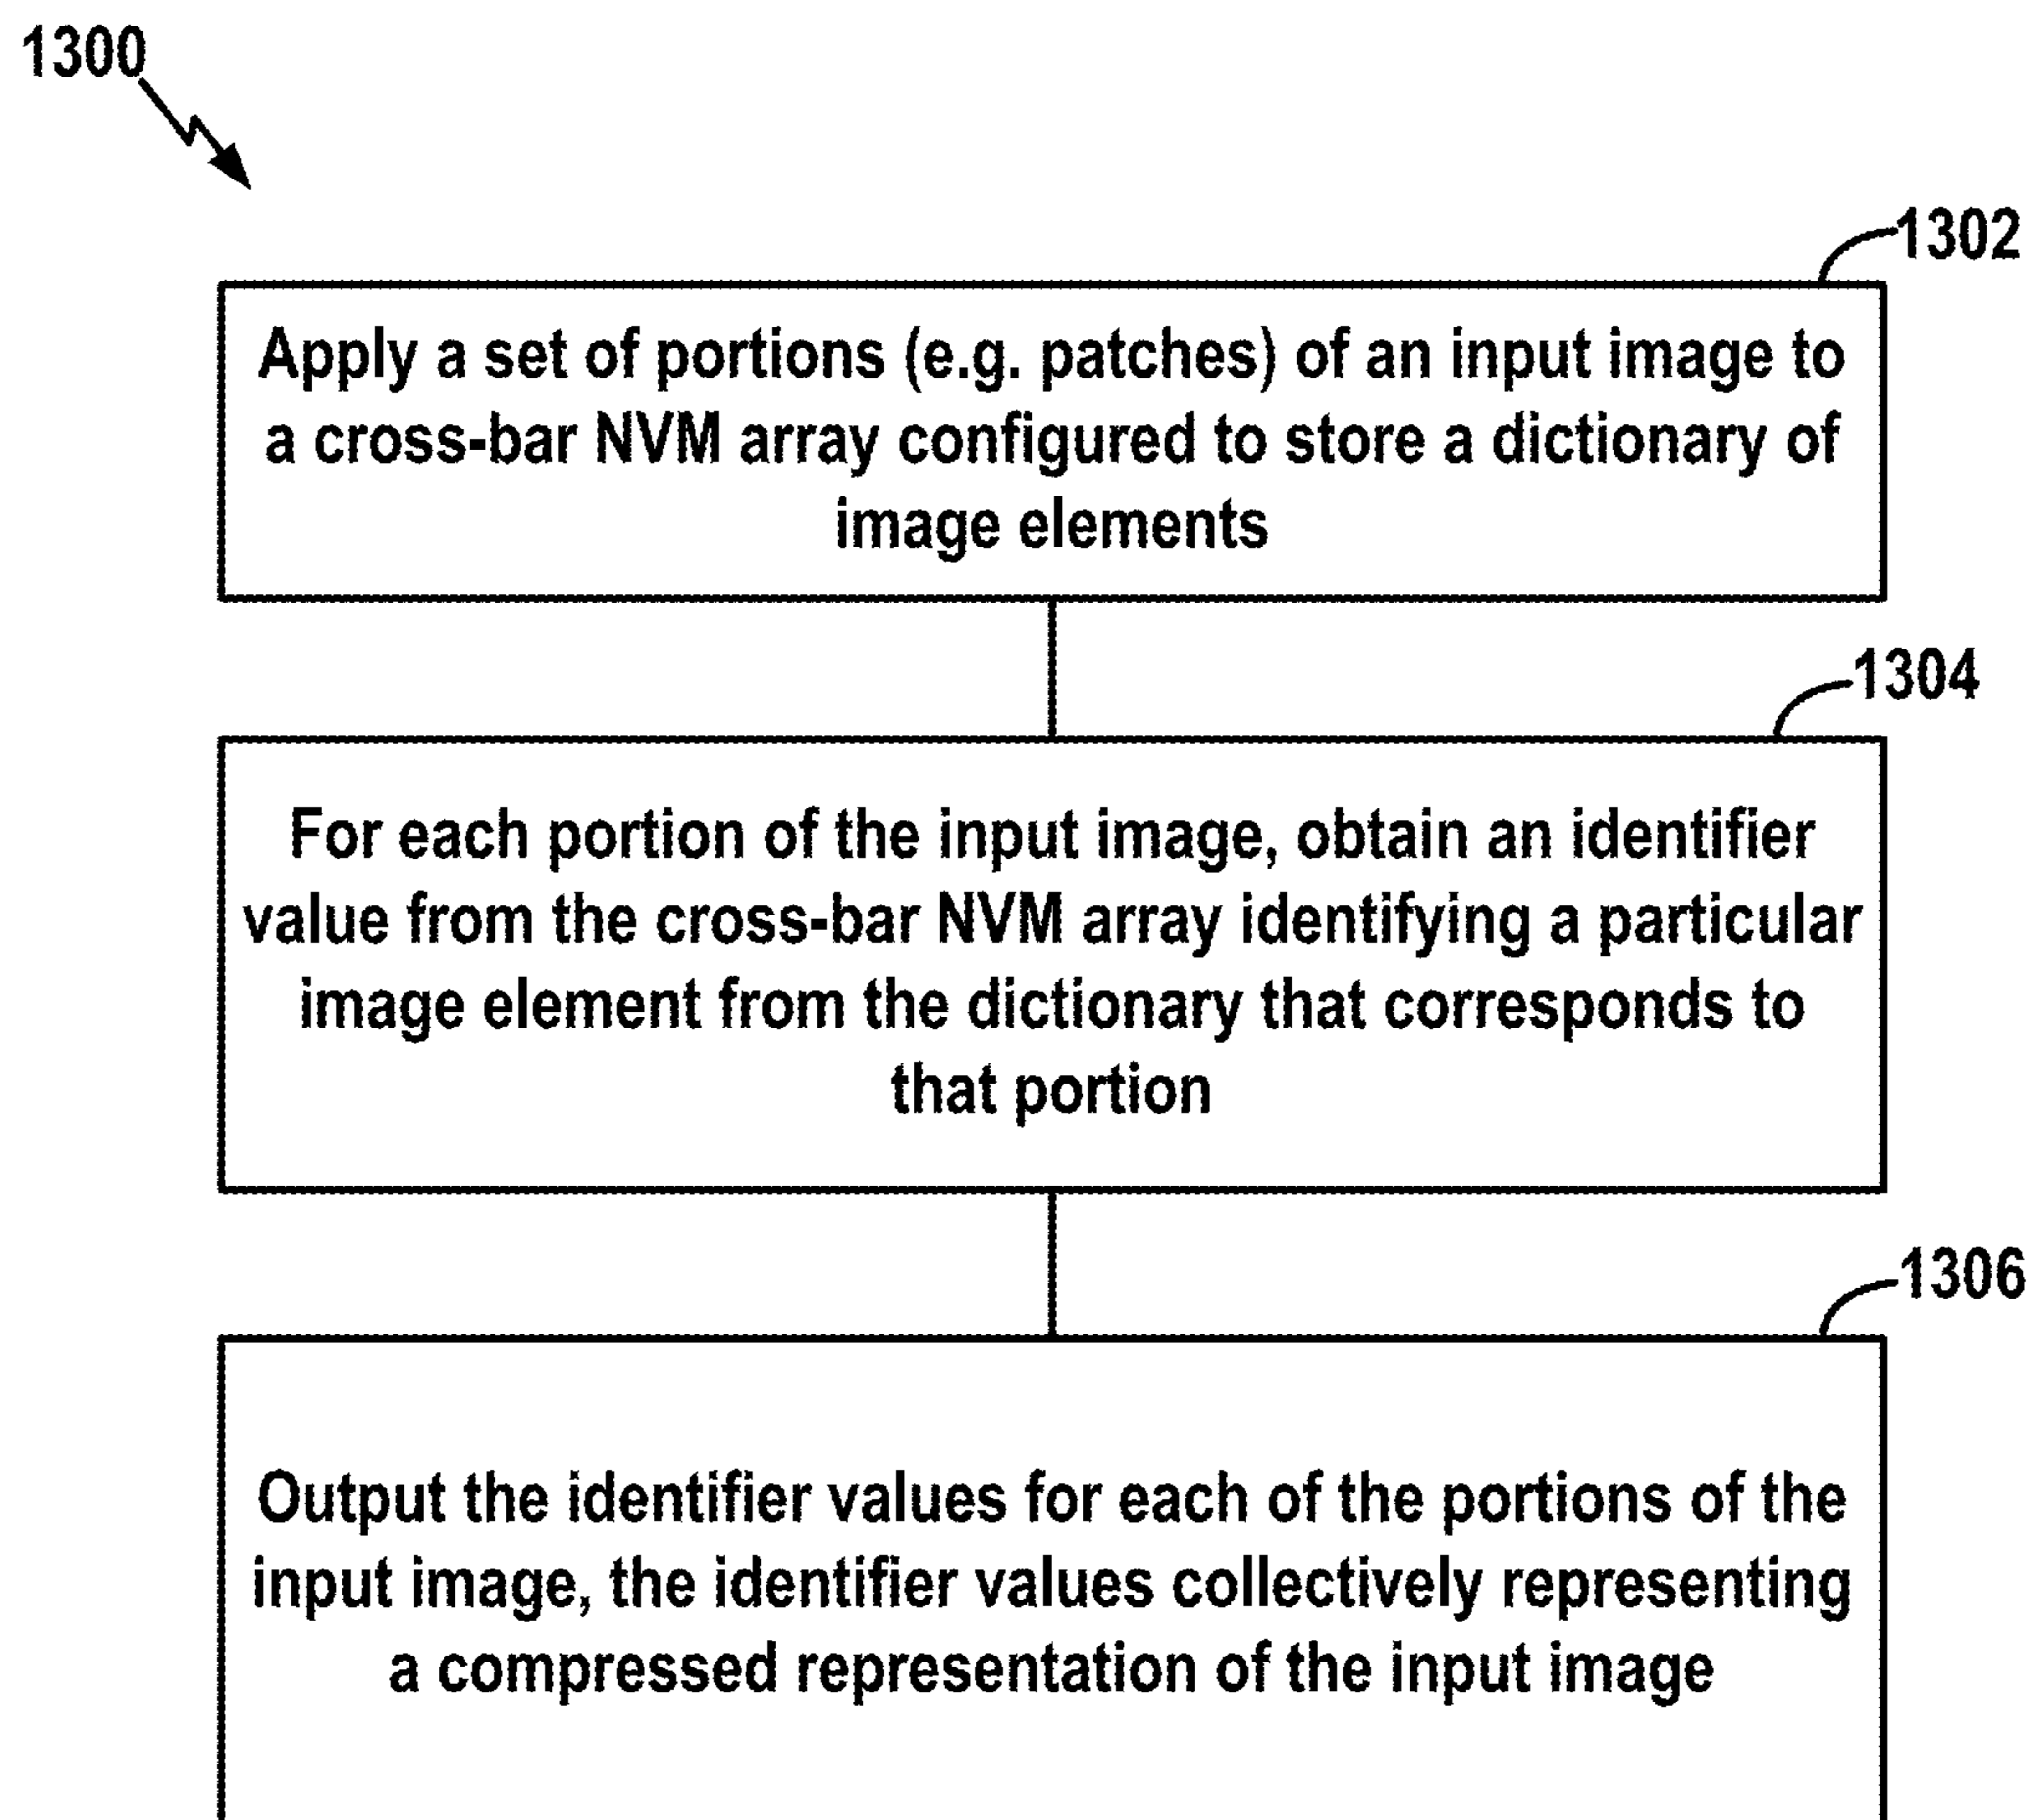 1300
1302
Apply a set of portions (e.g. patches) of an input image to
a cross-bar NVM array configured to store a dictionary of
image elements
1304
For each portion of the input image, obtain an identifier
value from the cross-bar NVM array identifying a particular
image element from the dictionary that corresponds to
that portion
1306
Output the identifier values for each of the portions of the
input image, the identifier values collectively representing
a compressed representation of the input image